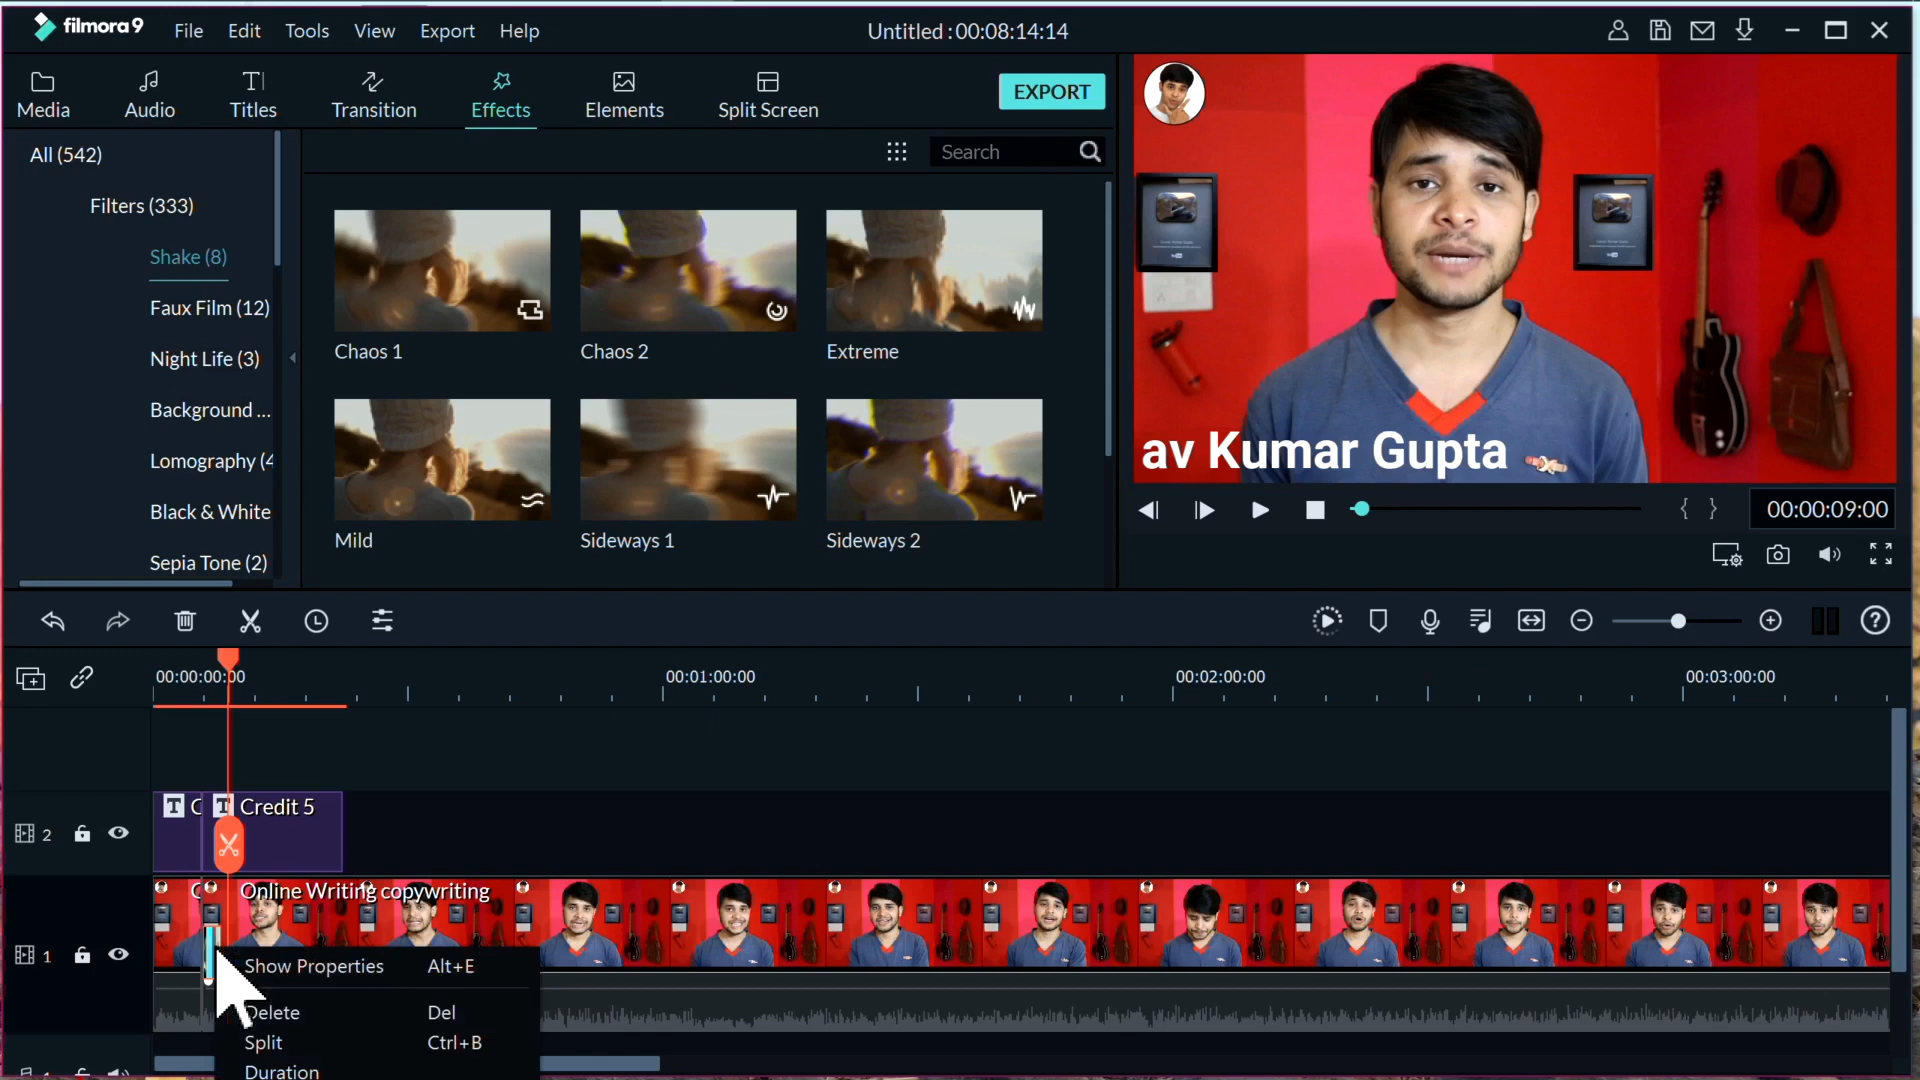 filmora9
File
Edit
Tools
View
Export
Help
Untitled : 00:08:14:14
Media
Audio
Titles
Transition
Effects
Elements
Split Screen
EXPORT
All (542)
Search
Filters (333)
Shake (8)
Faux Film (12)
Night Life (3)
Background ...
Lomography (4
Black & White
Sepia Tone (2)
Chaos 1
Chaos 2
Extreme
Mild
Sideways 1
Sideways 2
av Kumar Gupta
00:00:09:00
00:00:00:00
00:01:00:00
00:02:00:00
00:03:00:00
T C
T Credit 5
2
Online Writing copywriting
1
Show Properties Alt+E
Delete Del
Split Ctrl+B
Duration